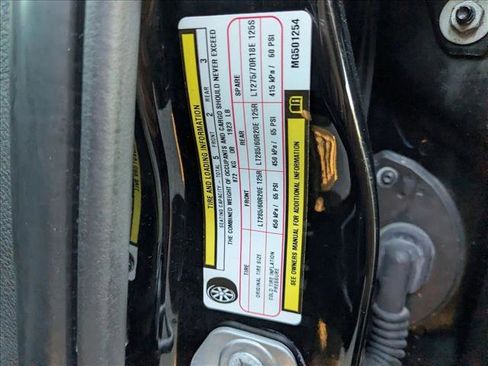 TIRE AND LOADING INFORMATION
SEATING CAPACITY - TOTAL 5 FRONT 2 REAR 3
THE COMBINED WEIGHT OF OCCUPANTS AND CARGO SHOULD NEVER EXCEED
872 KG OR 1923 LB
TIRE FRONT REAR SPARE
ORIGINAL TIRE SIZE LT285/60R20E 125R LT285/60R20E 125R LT275/70R18E 125S
COLD TIRE INFLATION PRESSURE 450 kPa / 65 PSI 450 kPa / 65 PSI 415 kPa / 60 PSI
SEE OWNERS MANUAL FOR ADDITIONAL INFORMATION
MG501254